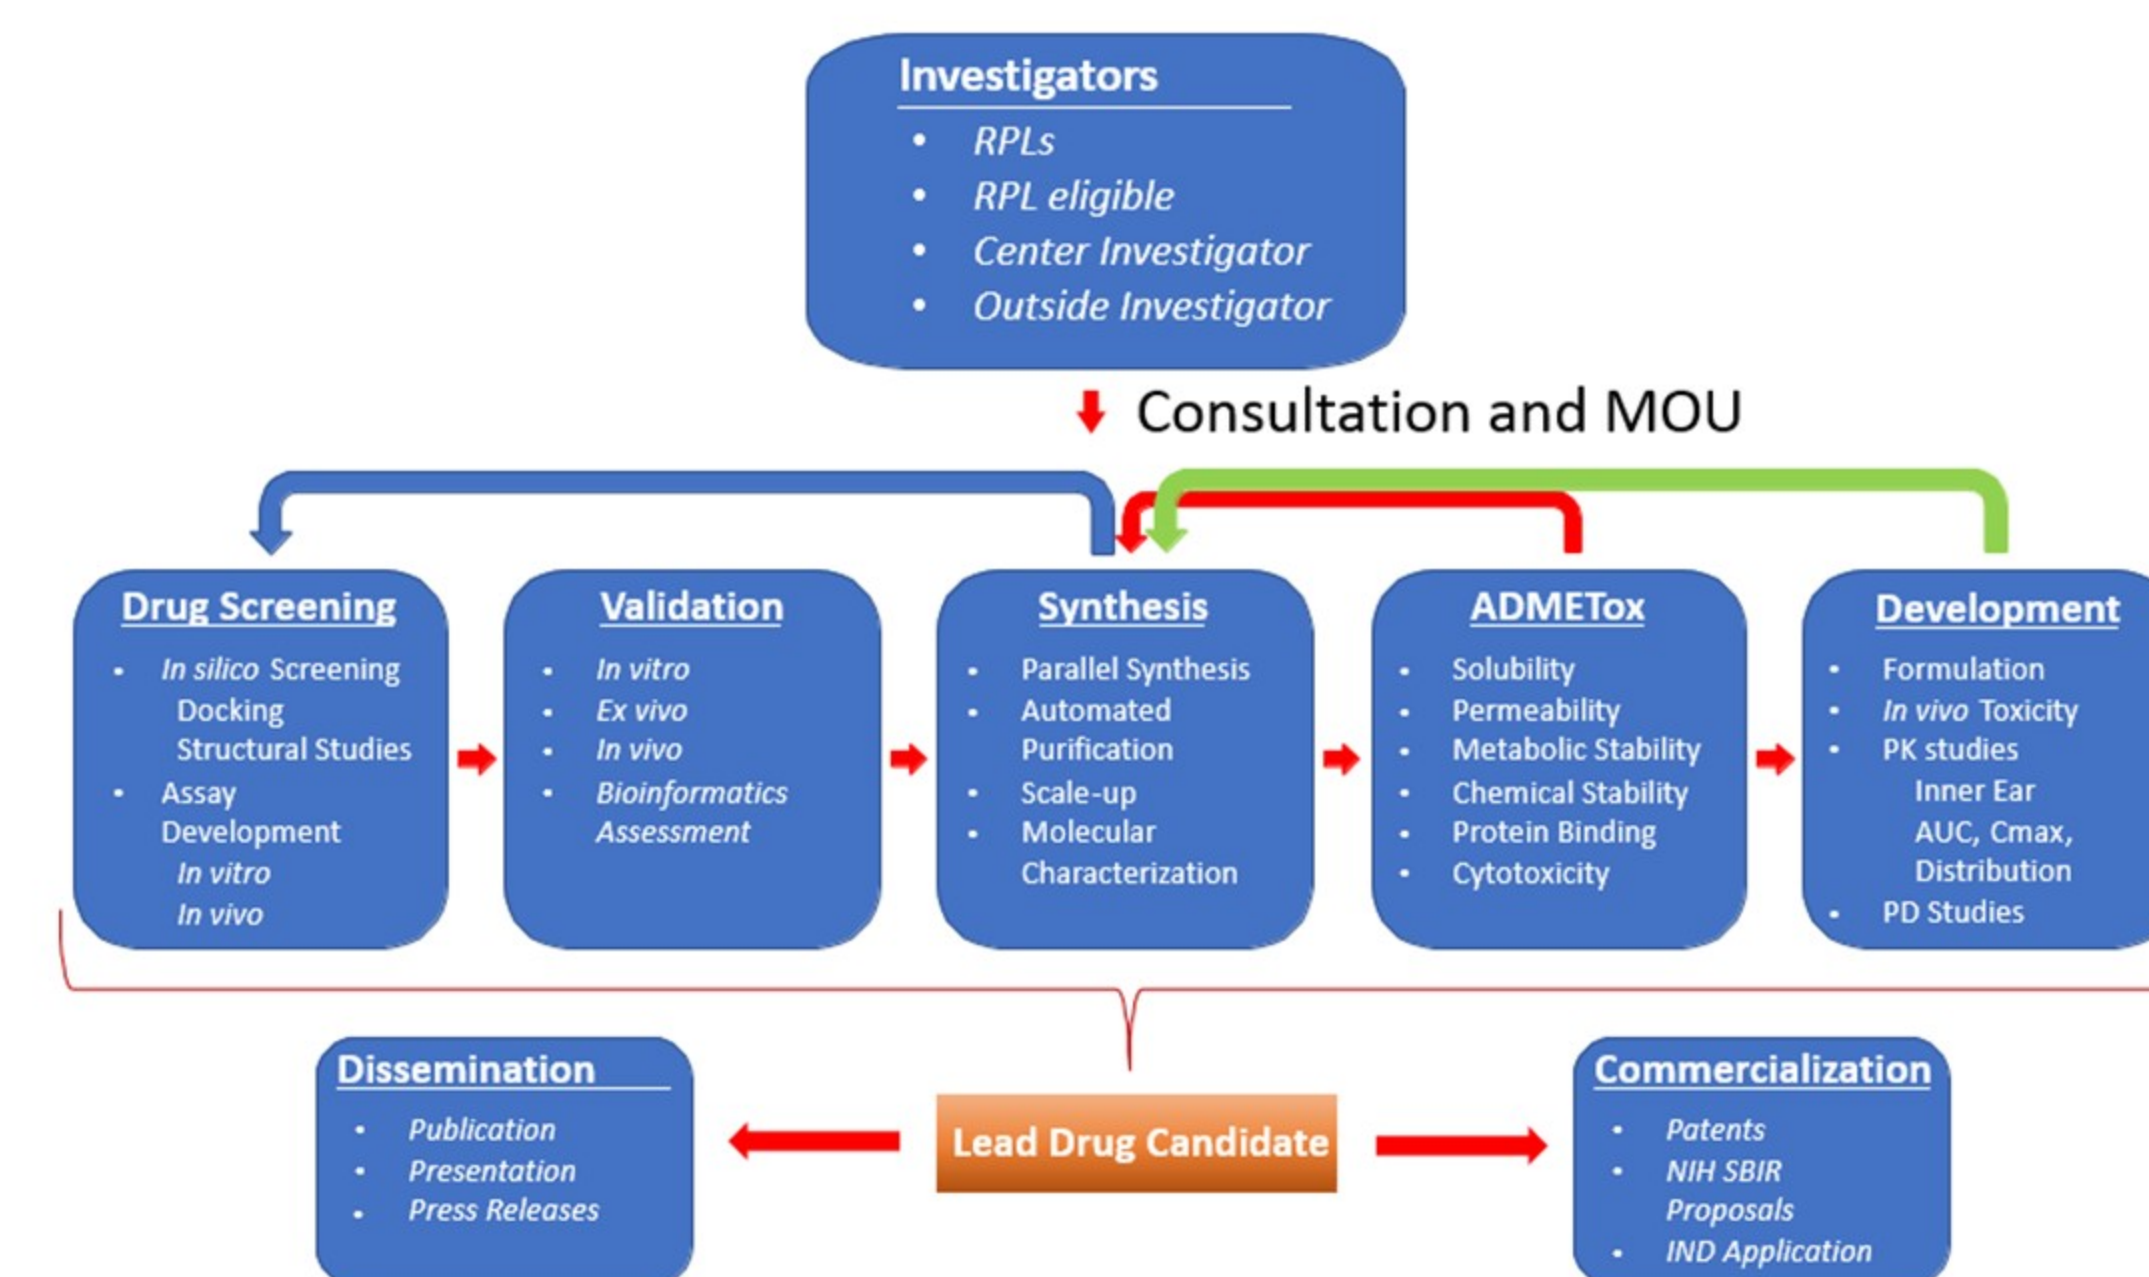 Investigators
• RPLs
• RPL eligible
• Center Investigator
• Outside Investigator
Consultation and MOU
Drug Screening
• In silico Screening
Docking
Structural Studies
• Assay
Development
In vitro
In vivo
Validation
• In vitro
• Ex vivo
• In vivo
• Bioinformatics
Assessment
Synthesis
• Parallel Synthesis
• Automated
Purification
• Scale-up
• Molecular
Characterization
ADMETox
• Solubility
• Permeability
• Metabolic Stability
• Chemical Stability
• Protein Binding
• Cytotoxicity
Development
• Formulation
• In vivo Toxicity
• PK studies
Inner Ear
AUC, Cmax,
Distribution
• PD Studies
Dissemination
• Publication
• Presentation
• Press Releases
Lead Drug Candidate
Commercialization
• Patents
• NIH SBIR
Proposals
• IND Application